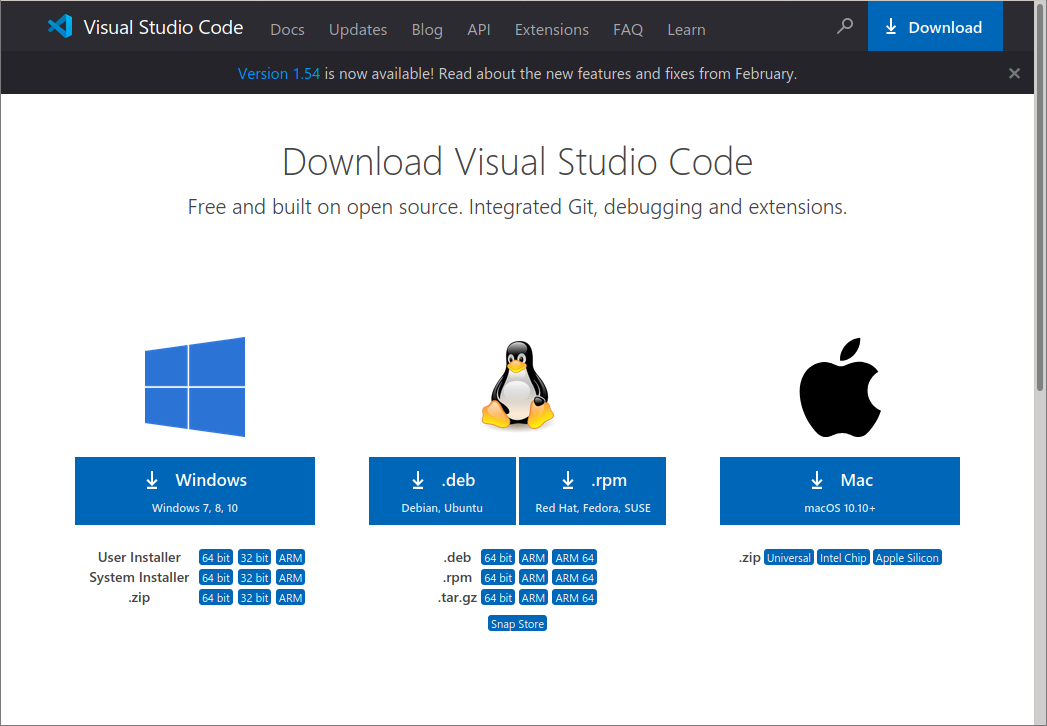 Visual Studio Code Docs Updates Blog API Extensions FAQ Learn Download
Version 1.54 is now available! Read about the new features and fixes from February.
Download Visual Studio Code
Free and built on open source. Integrated Git, debugging and extensions.
Windows
Windows 7, 8, 10
User Installer 64 bit 32 bit ARM
System Installer 64 bit 32 bit ARM
.zip 64 bit 32 bit ARM
.deb
Debian, Ubuntu
.rpm
Red Hat, Fedora, SUSE
.deb 64 bit ARM ARM 64
.rpm 64 bit ARM ARM 64
.tar.gz 64 bit ARM ARM 64
Snap Store
Mac
macOS 10.10+
.zip Universal Intel Chip Apple Silicon